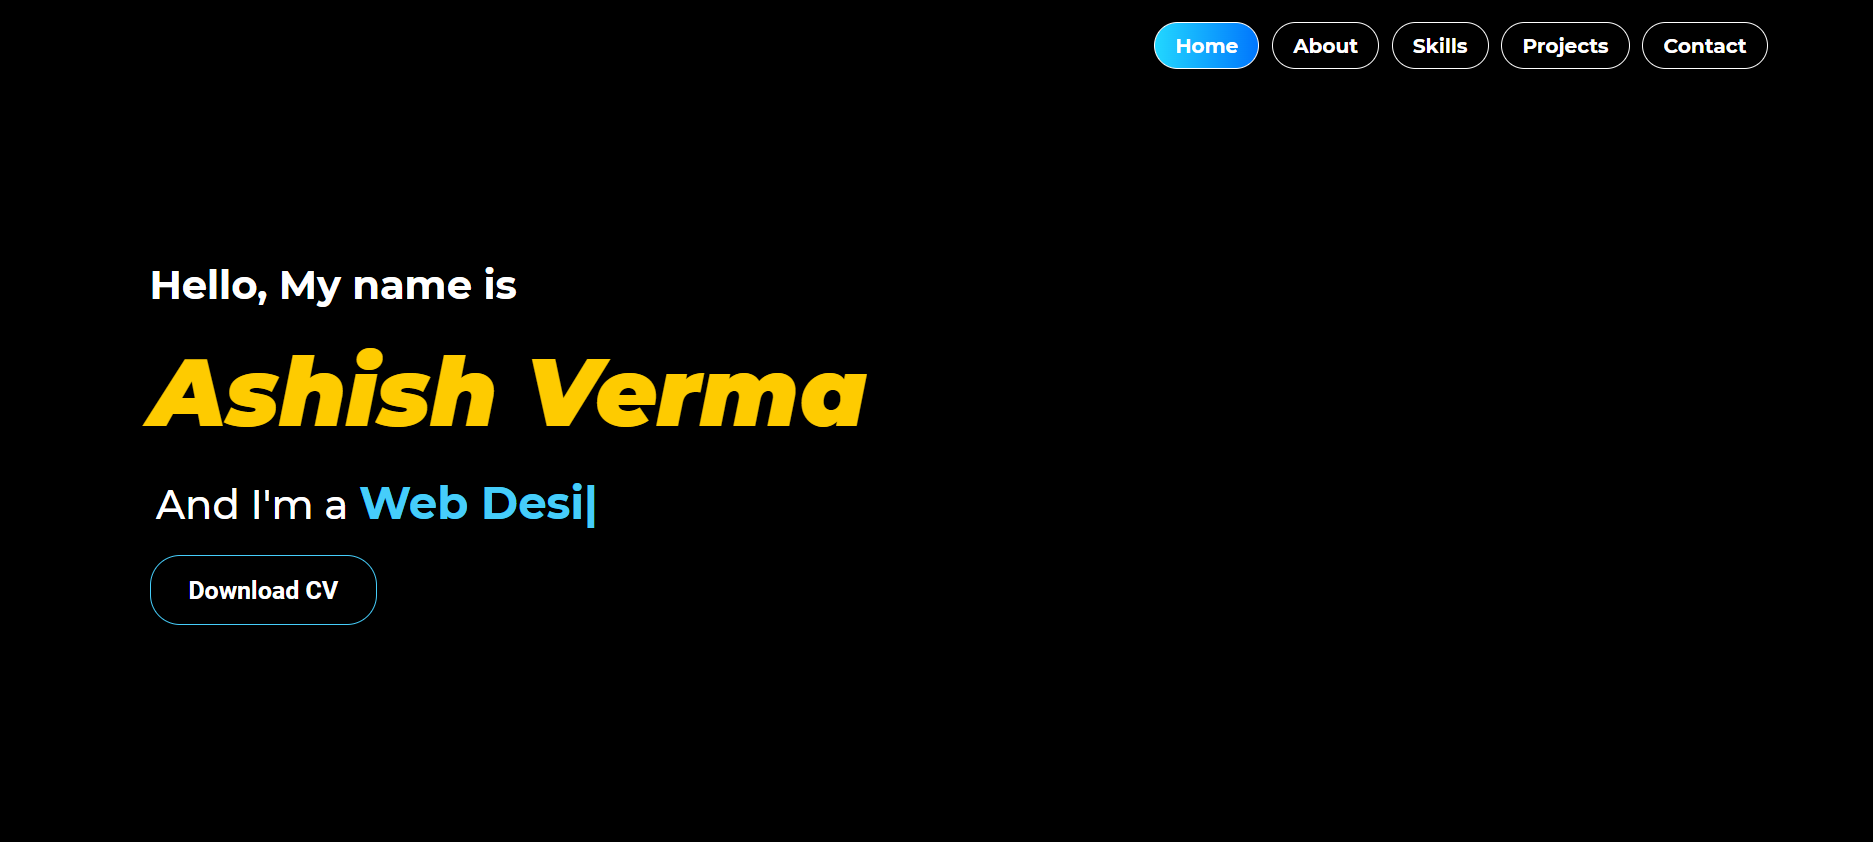 Home About Skills Projects Contact
Hello, My name is
Ashish Verma
And I'm a Web Desi|
Download CV